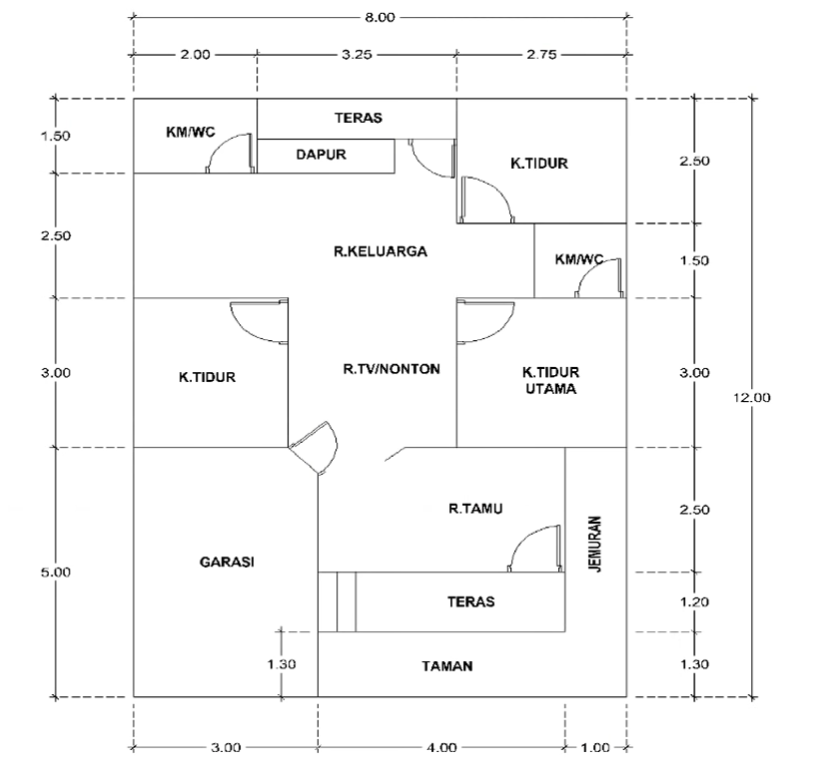 8.00
2.00
3.25
2.75
TERAS
KM/WC
1.50
DAPUR
K.TIDUR
2.50
2.50
R.KELUARGA
KM/WC
1.50
K.TIDUR
R.TV/NONTON
K.TIDUR
UTAMA
3.00
3.00
12.00
R.TAMU
2.50
JEMURAN
GARASI
5.00
TERAS
1.20
1.30
TAMAN
1.30
3.00
4.00
1.00